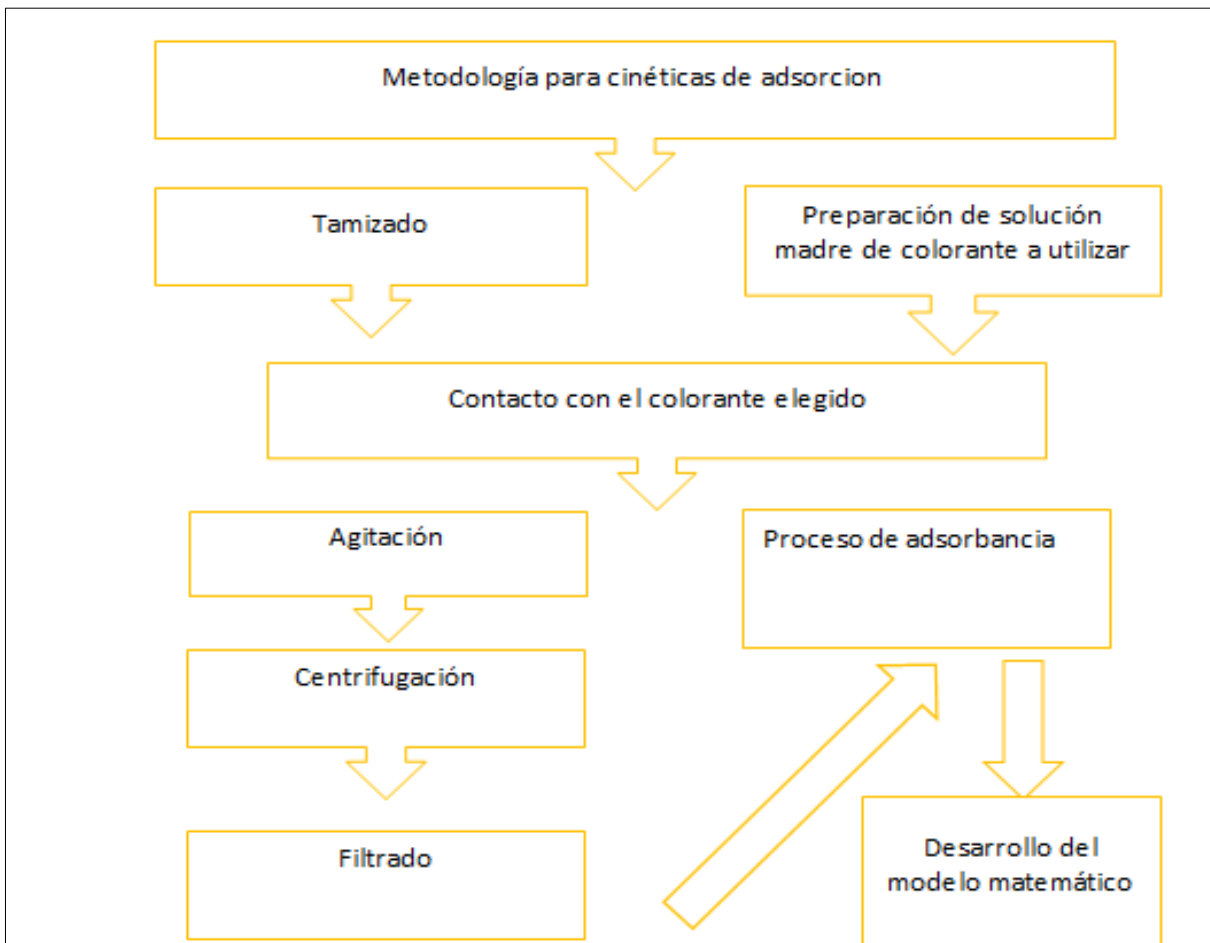 Metodología para cinéticas de adsorcion
Tamizado
Preparación de solución
madre de colorante a utilizar
Contacto con el colorante elegido
Agitación
Proceso de adsorbancia
Centrifugación
Filtrado
Desarrollo del
modelo matemático